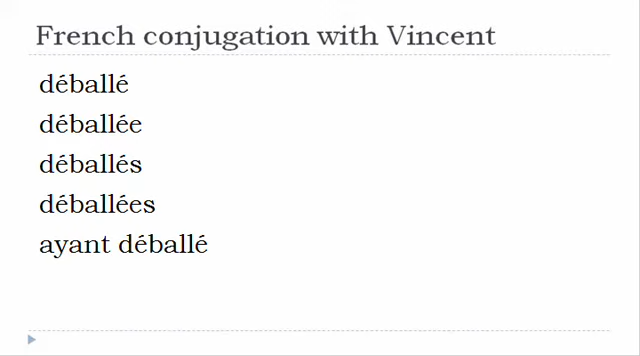 French conjugation with Vincent
déballé
déballée
déballés
déballées
ayant déballé